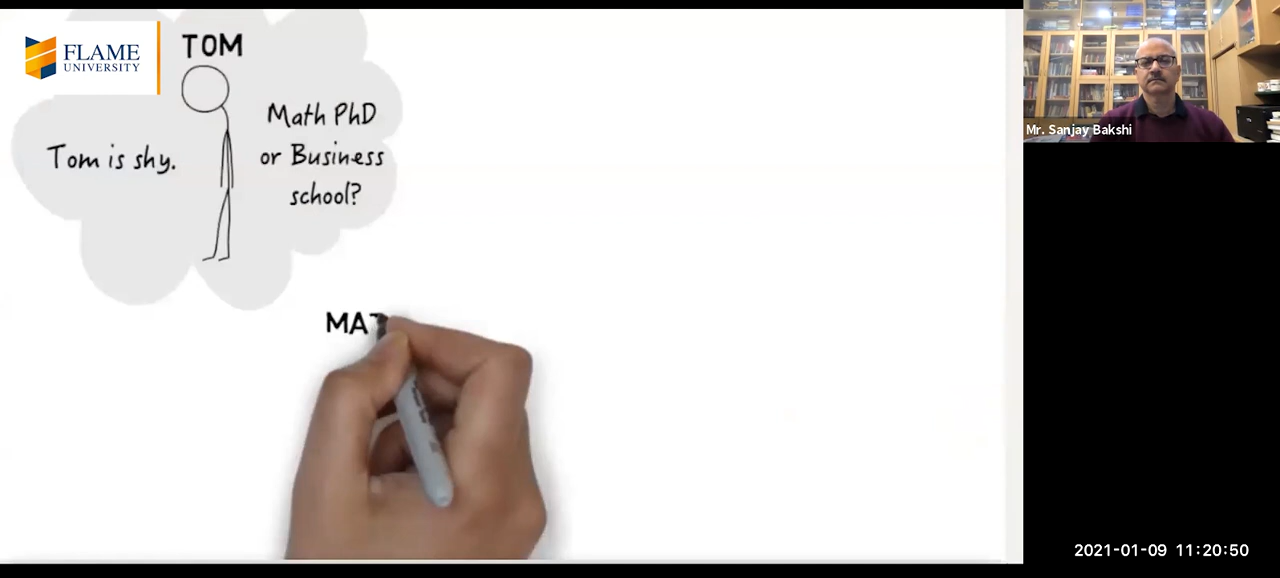 FLAME
UNIVERSITY
TOM
Tom is shy.
Math PhD
or Business
school?
MAT
Mr. Sanjay Bakshi
2021-01-09 11:20:50